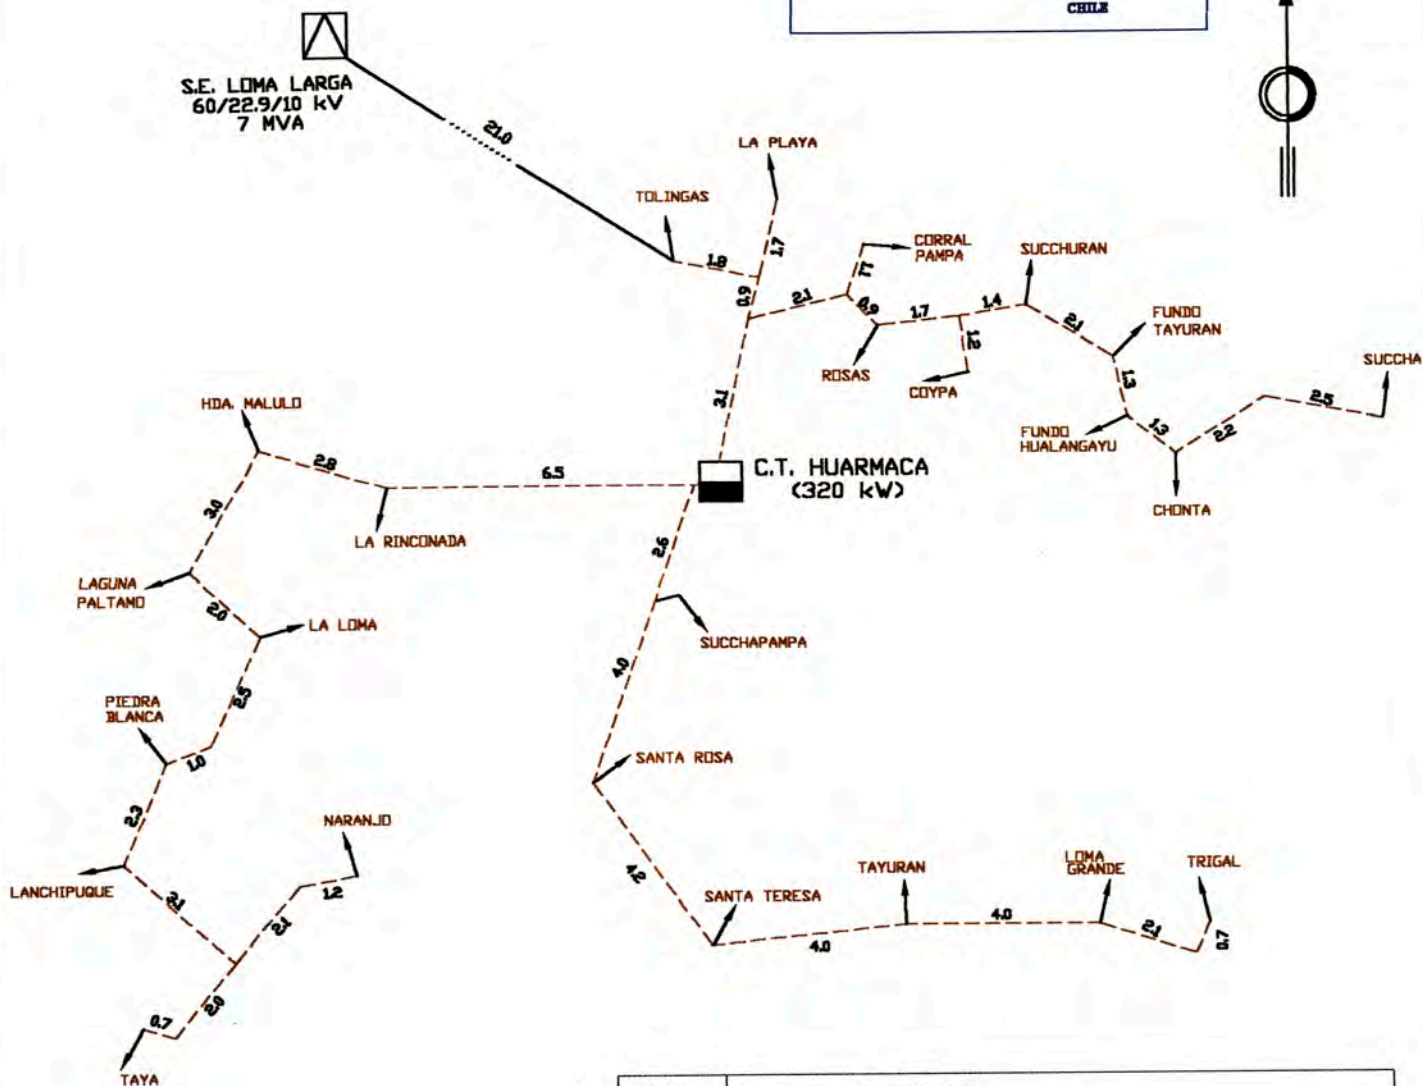 CHILE
S.E. LOMA LARGA
60/22.9/10 kV
7 MVA
21.0
LA PLAYA
TOLINGAS
1.8
1.7
0.9
CORRAL
PAMPA
1.1
2.1
0.9
ROSAS
1.7
1.2
COYPA
1.4
SUCCHURAN
2.1
FUNDO
TAYURAN
1.3
FUNDO
HUALANGAYU
1.3
CHONTA
2.2
2.5
SUCCHA
3.1
C.T. HUARMACA
(320 kW)
6.5
LA RINCONADA
2.8
HDA. MALULO
3.0
LAGUNA
PALTAMO
2.0
LA LOMA
2.5
PIEDRA
BLANCA
1.0
2.3
LANCHIPUQUE
3.1
NARANJO
1.2
2.1
2.0
0.7
TAYA
2.6
SUCCHAPAMPA
4.0
SANTA ROSA
4.2
SANTA TERESA
4.0
TAYURAN
4.0
LOMA
GRANDE
2.1
TRIGAL
0.7